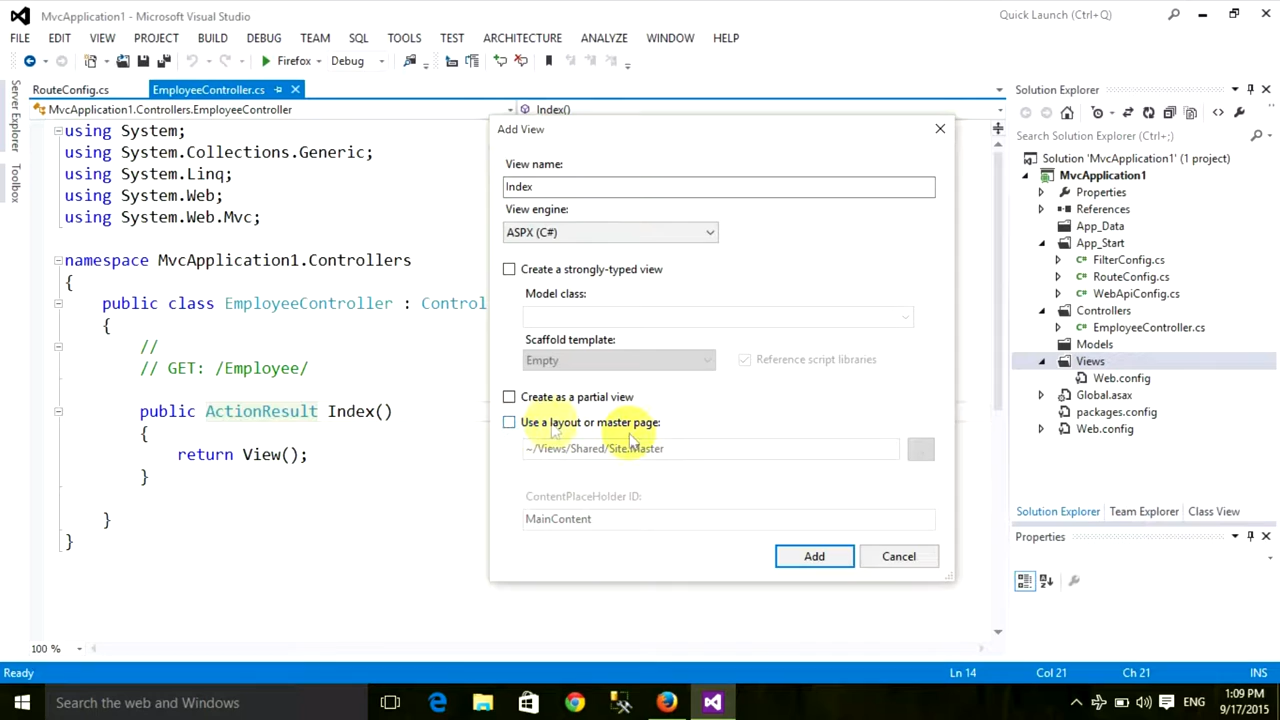 MvcApplication1 - Microsoft Visual Studio
Quick Launch (Ctrl+Q)
FILE EDIT VIEW PROJECT BUILD DEBUG TEAM SQL TOOLS TEST ARCHITECTURE ANALYZE WINDOW HELP
Firefox Debug
Server Explorer
Toolbox
RouteConfig.cs EmployeeController.cs
MvcApplication1.Controllers.EmployeeController Index()
using System;
using System.Collections.Generic;
using System.Linq;
using System.Web;
using System.Web.Mvc;
namespace MvcApplication1.Controllers
{
public class EmployeeController : Control
{
//
// GET: /Employee/
public ActionResult Index()
{
return View();
}
}
}
100 %
Add View
View name:
Index
View engine:
ASPX (C#)
Create a strongly-typed view
Model class:
Scaffold template:
Empty
Reference script libraries
Create as a partial view
Use a layout or master page:
~/Views/Shared/Site.Master
ContentPlaceHolder ID:
MainContent
Add Cancel
Solution Explorer
Search Solution Explorer (Ctrl+;)
Solution 'MvcApplication1' (1 project)
MvcApplication1
Properties
References
App_Data
App_Start
FilterConfig.cs
RouteConfig.cs
WebApiConfig.cs
Controllers
EmployeeController.cs
Models
Views
Web.config
Global.asax
packages.config
Web.config
Solution Explorer Team Explorer Class View
Properties
Ready Ln 14 Col 21 Ch 21 INS
Search the web and Windows
ENG
1:09 PM
9/17/2015